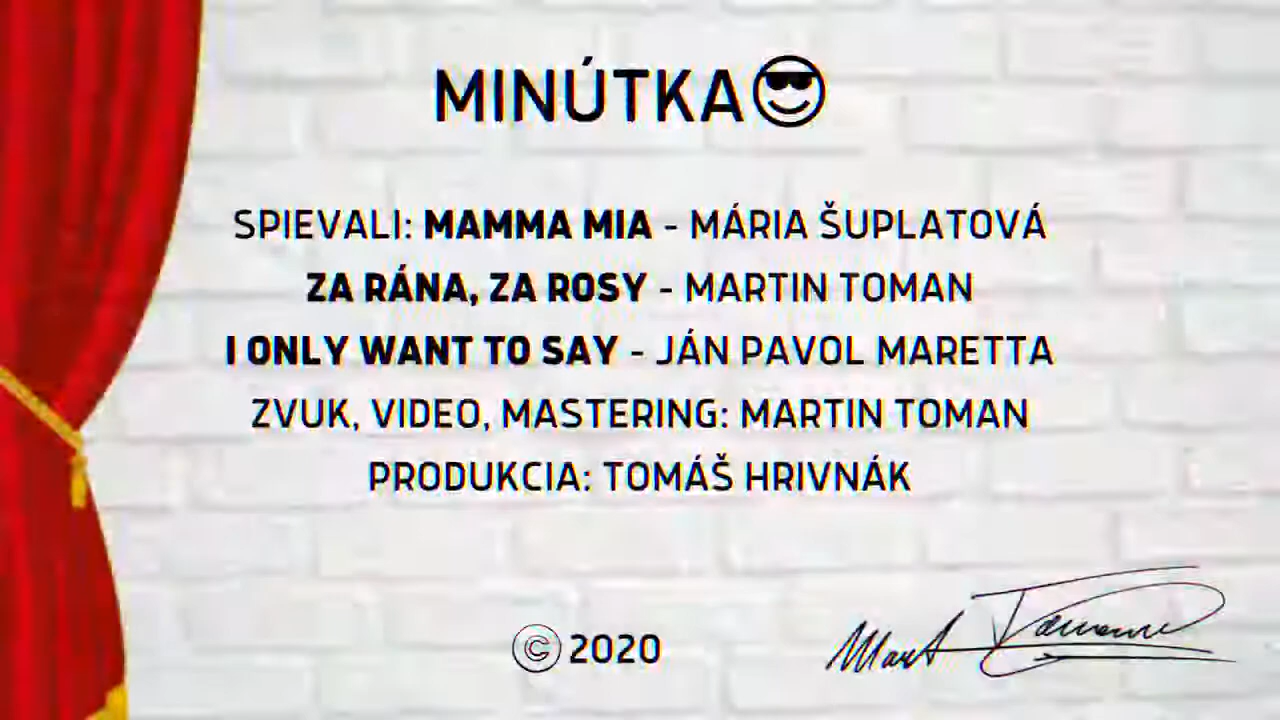 MINÚTKA😎
SPIEVALI: MAMMA MIA - MÁRIA ŠUPLATOVÁ
ZA RÁNA, ZA ROSY - MARTIN TOMAN
I ONLY WANT TO SAY - JÁN PAVOL MARETTA
ZVUK, VIDEO, MASTERING: MARTIN TOMAN
PRODUKCIA: TOMÁŠ HRIVNÁK
© 2020